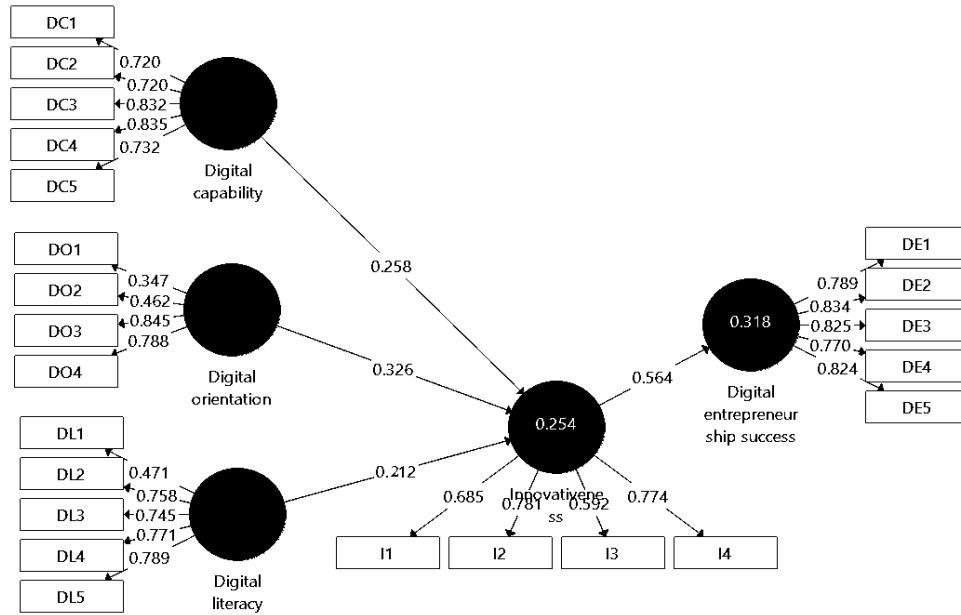 DC1
DC2
DC3
DC4
DC5
0.720
0.720
0.832
0.835
0.732
Digital
capability
0.258
DO1
DO2
DO3
DO4
0.347
0.462
0.845
0.788
Digital
orientation
0.326
DL1
DL2
DL3
DL4
DL5
0.471
0.758
0.745
0.771
0.789
Digital
literacy
0.212
0.254
Innovativene
ss
0.685
0.781
0.592
0.774
I1
I2
I3
I4
0.564
0.318
Digital
entrepreneur
ship success
0.789
0.834
0.825
0.770
0.824
DE1
DE2
DE3
DE4
DE5